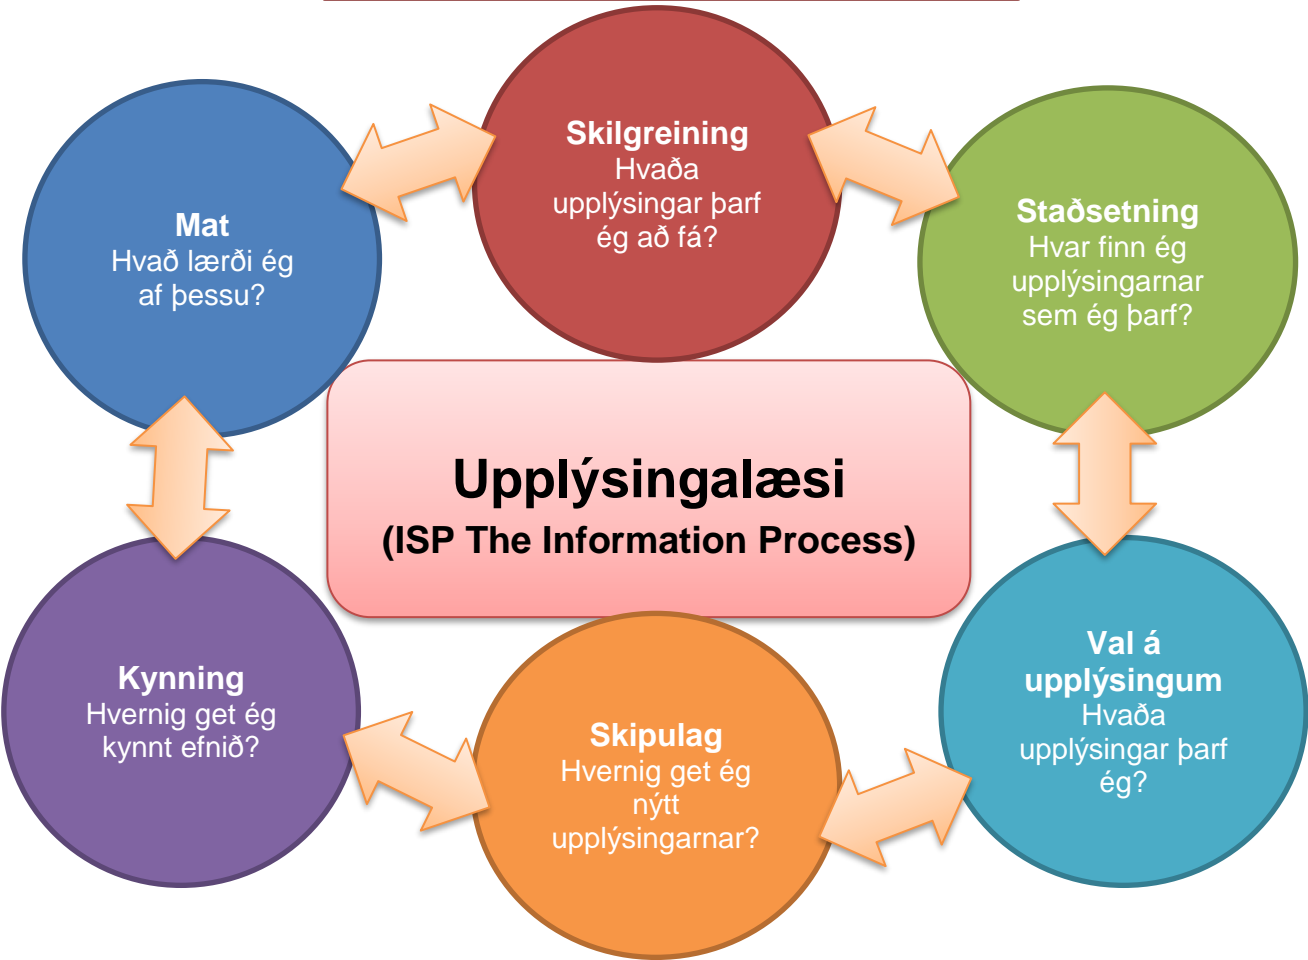 Skilgreining
Hvaða
upplýsingar þarf
ég að fá?
Staðsetning
Hvar finn ég
upplýsingarnar
sem ég þarf?
Val á
upplýsingum
Hvaða
upplýsingar þarf
ég?
Skipulag
Hvernig get ég
nýtt
upplýsingarnar?
Kynning
Hvernig get ég
kynnt efnið?
Mat
Hvað lærði ég
af þessu?
Upplýsingalæsi
(ISP The Information Process)